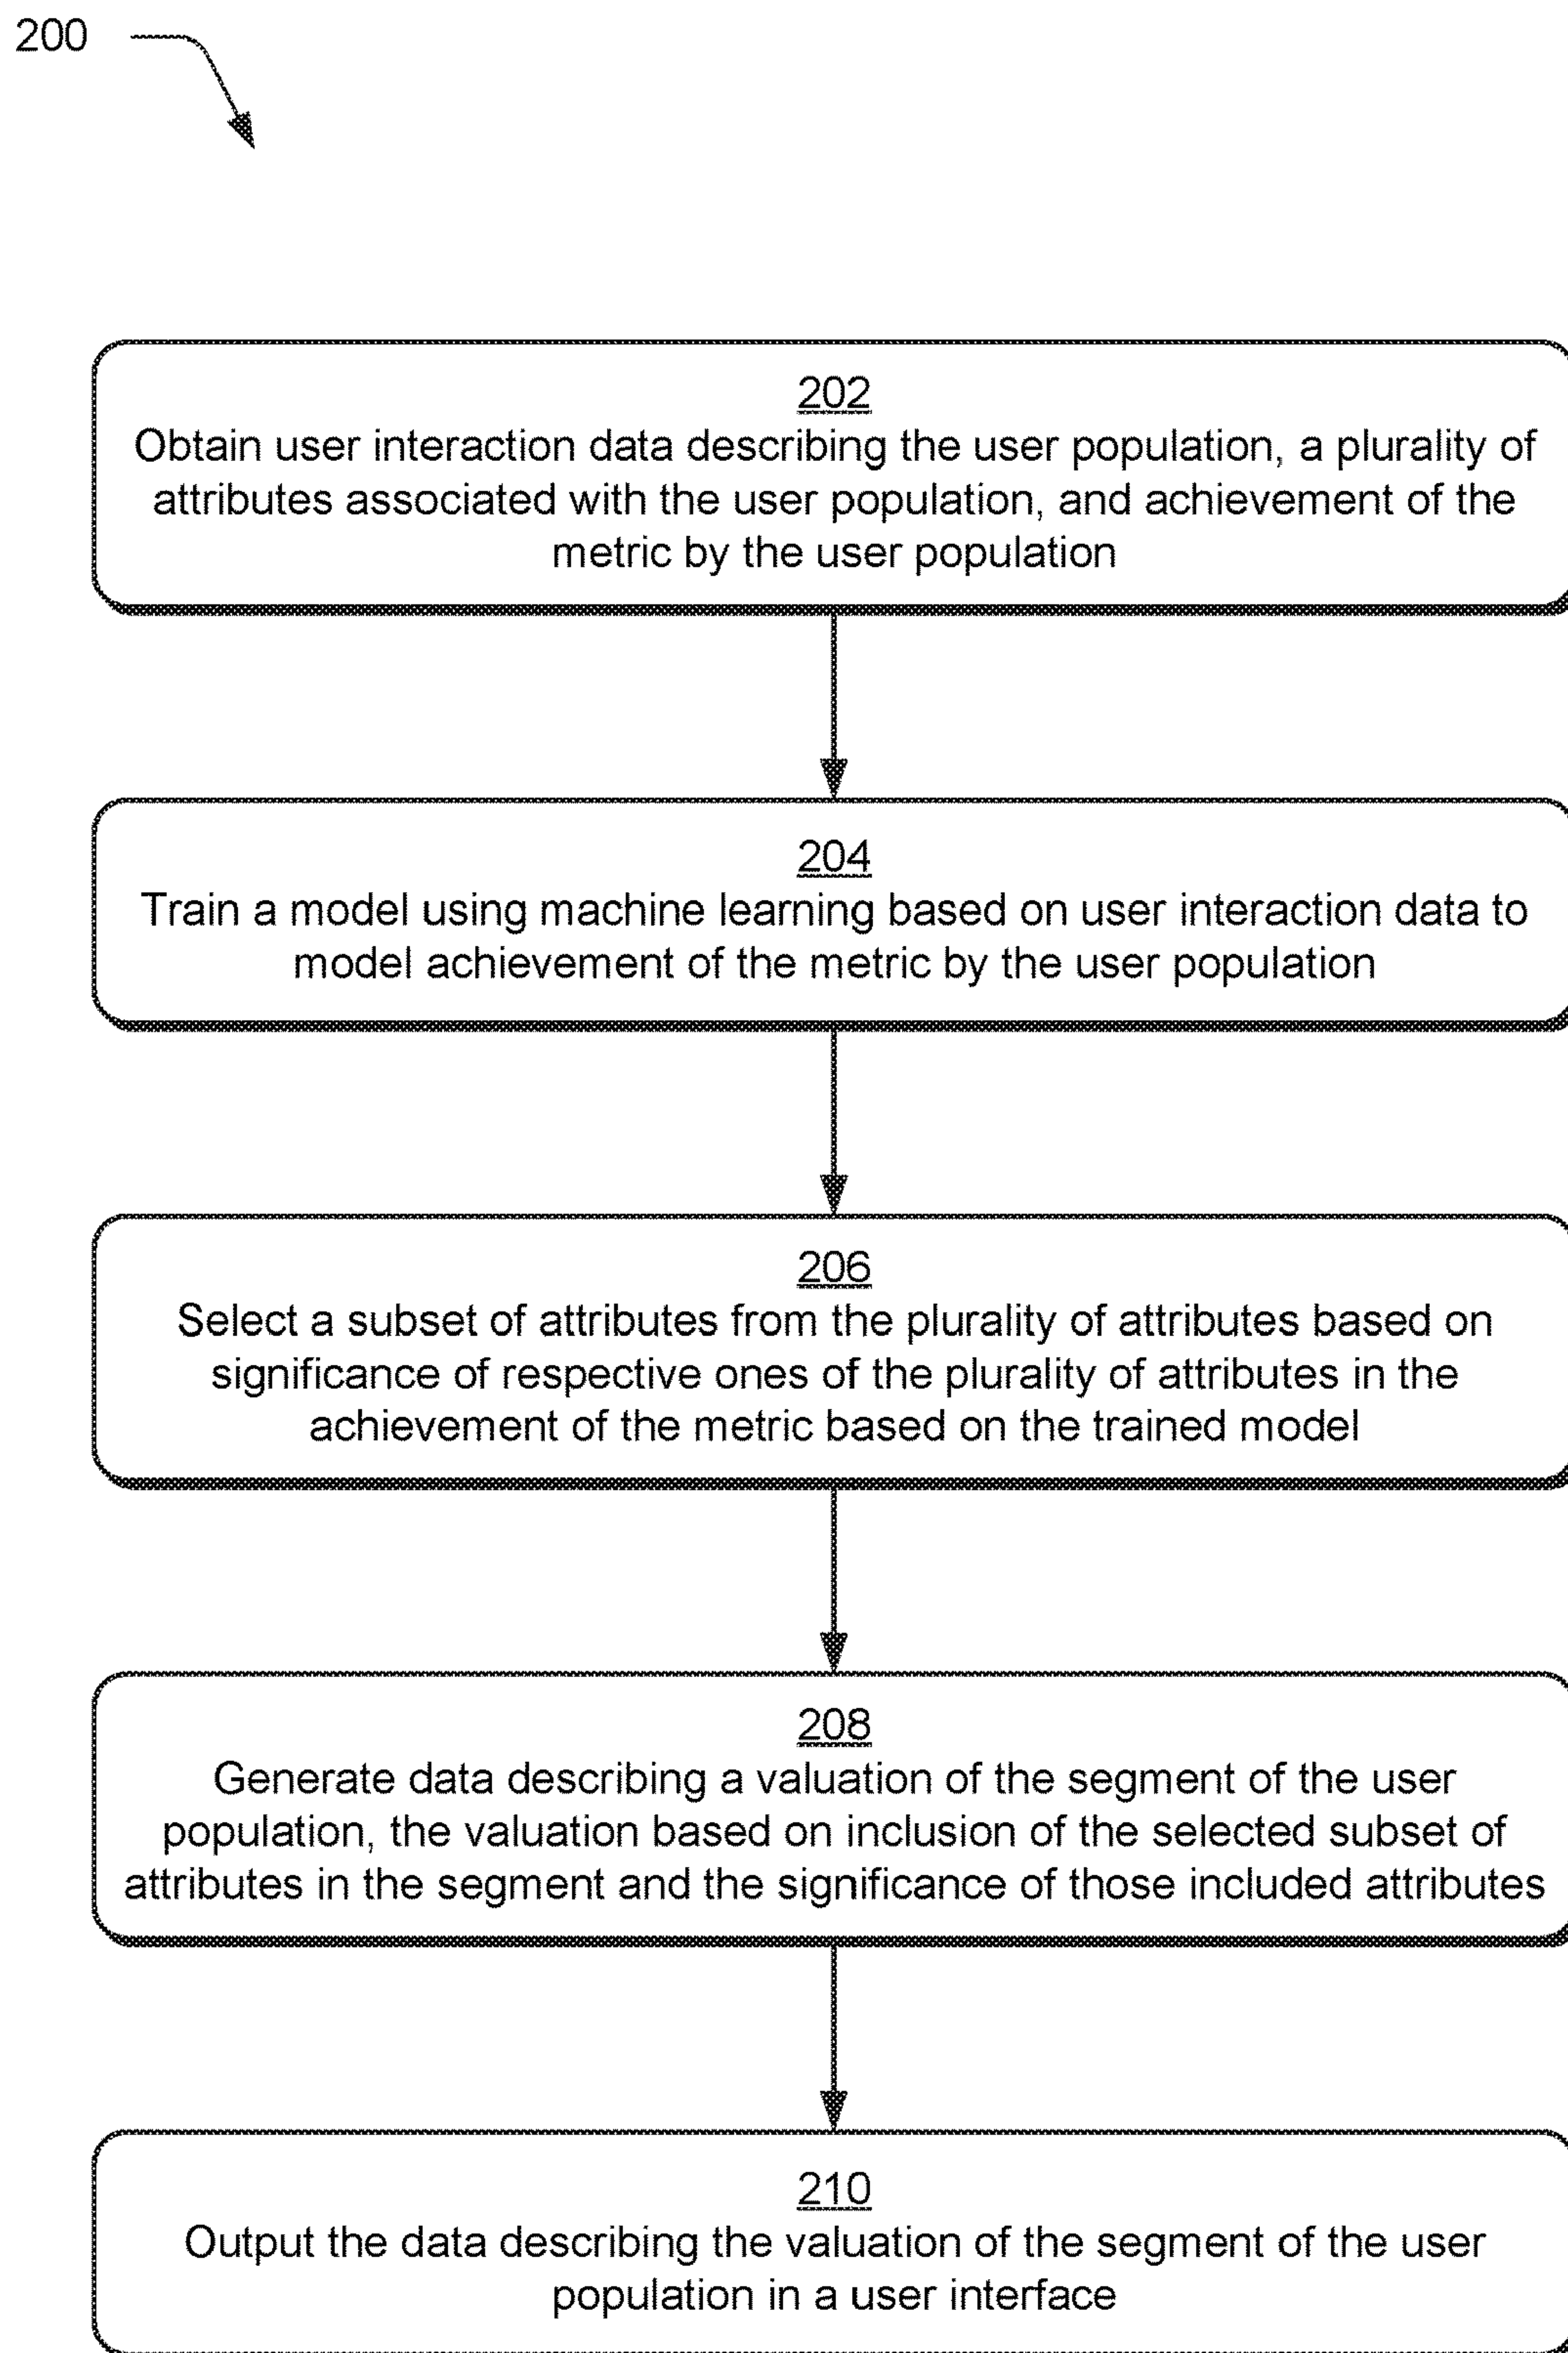 200
202
Obtain user interaction data describing the user population, a plurality of
attributes associated with the user population, and achievement of the
metric by the user population
204
Train a model using machine learning based on user interaction data to
model achievement of the metric by the user population
206
Select a subset of attributes from the plurality of attributes based on
significance of respective ones of the plurality of attributes in the
achievement of the metric based on the trained model
208
Generate data describing a valuation of the segment of the user
population, the valuation based on inclusion of the selected subset of
attributes in the segment and the significance of those included attributes
210
Output the data describing the valuation of the segment of the user
population in a user interface